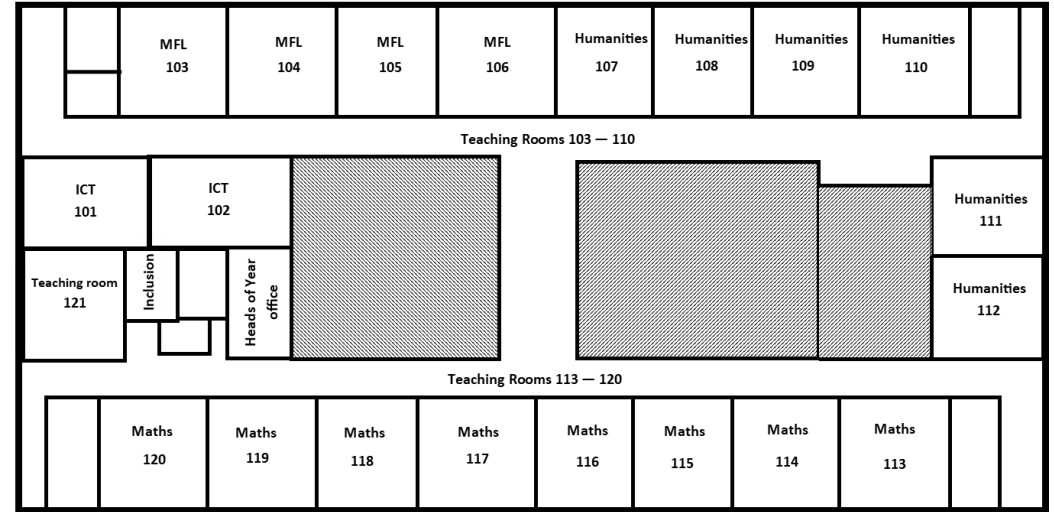 MFL
103
MFL
104
MFL
105
MFL
106
Humanities
107
Humanities
108
Humanities
109
Humanities
110
Teaching Rooms 103 — 110
ICT
101
ICT
102
Humanities
111
Teaching room
121
Inclusion
Heads of Year
office
Humanities
112
Teaching Rooms 113 — 120
Maths
120
Maths
119
Maths
118
Maths
117
Maths
116
Maths
115
Maths
114
Maths
113